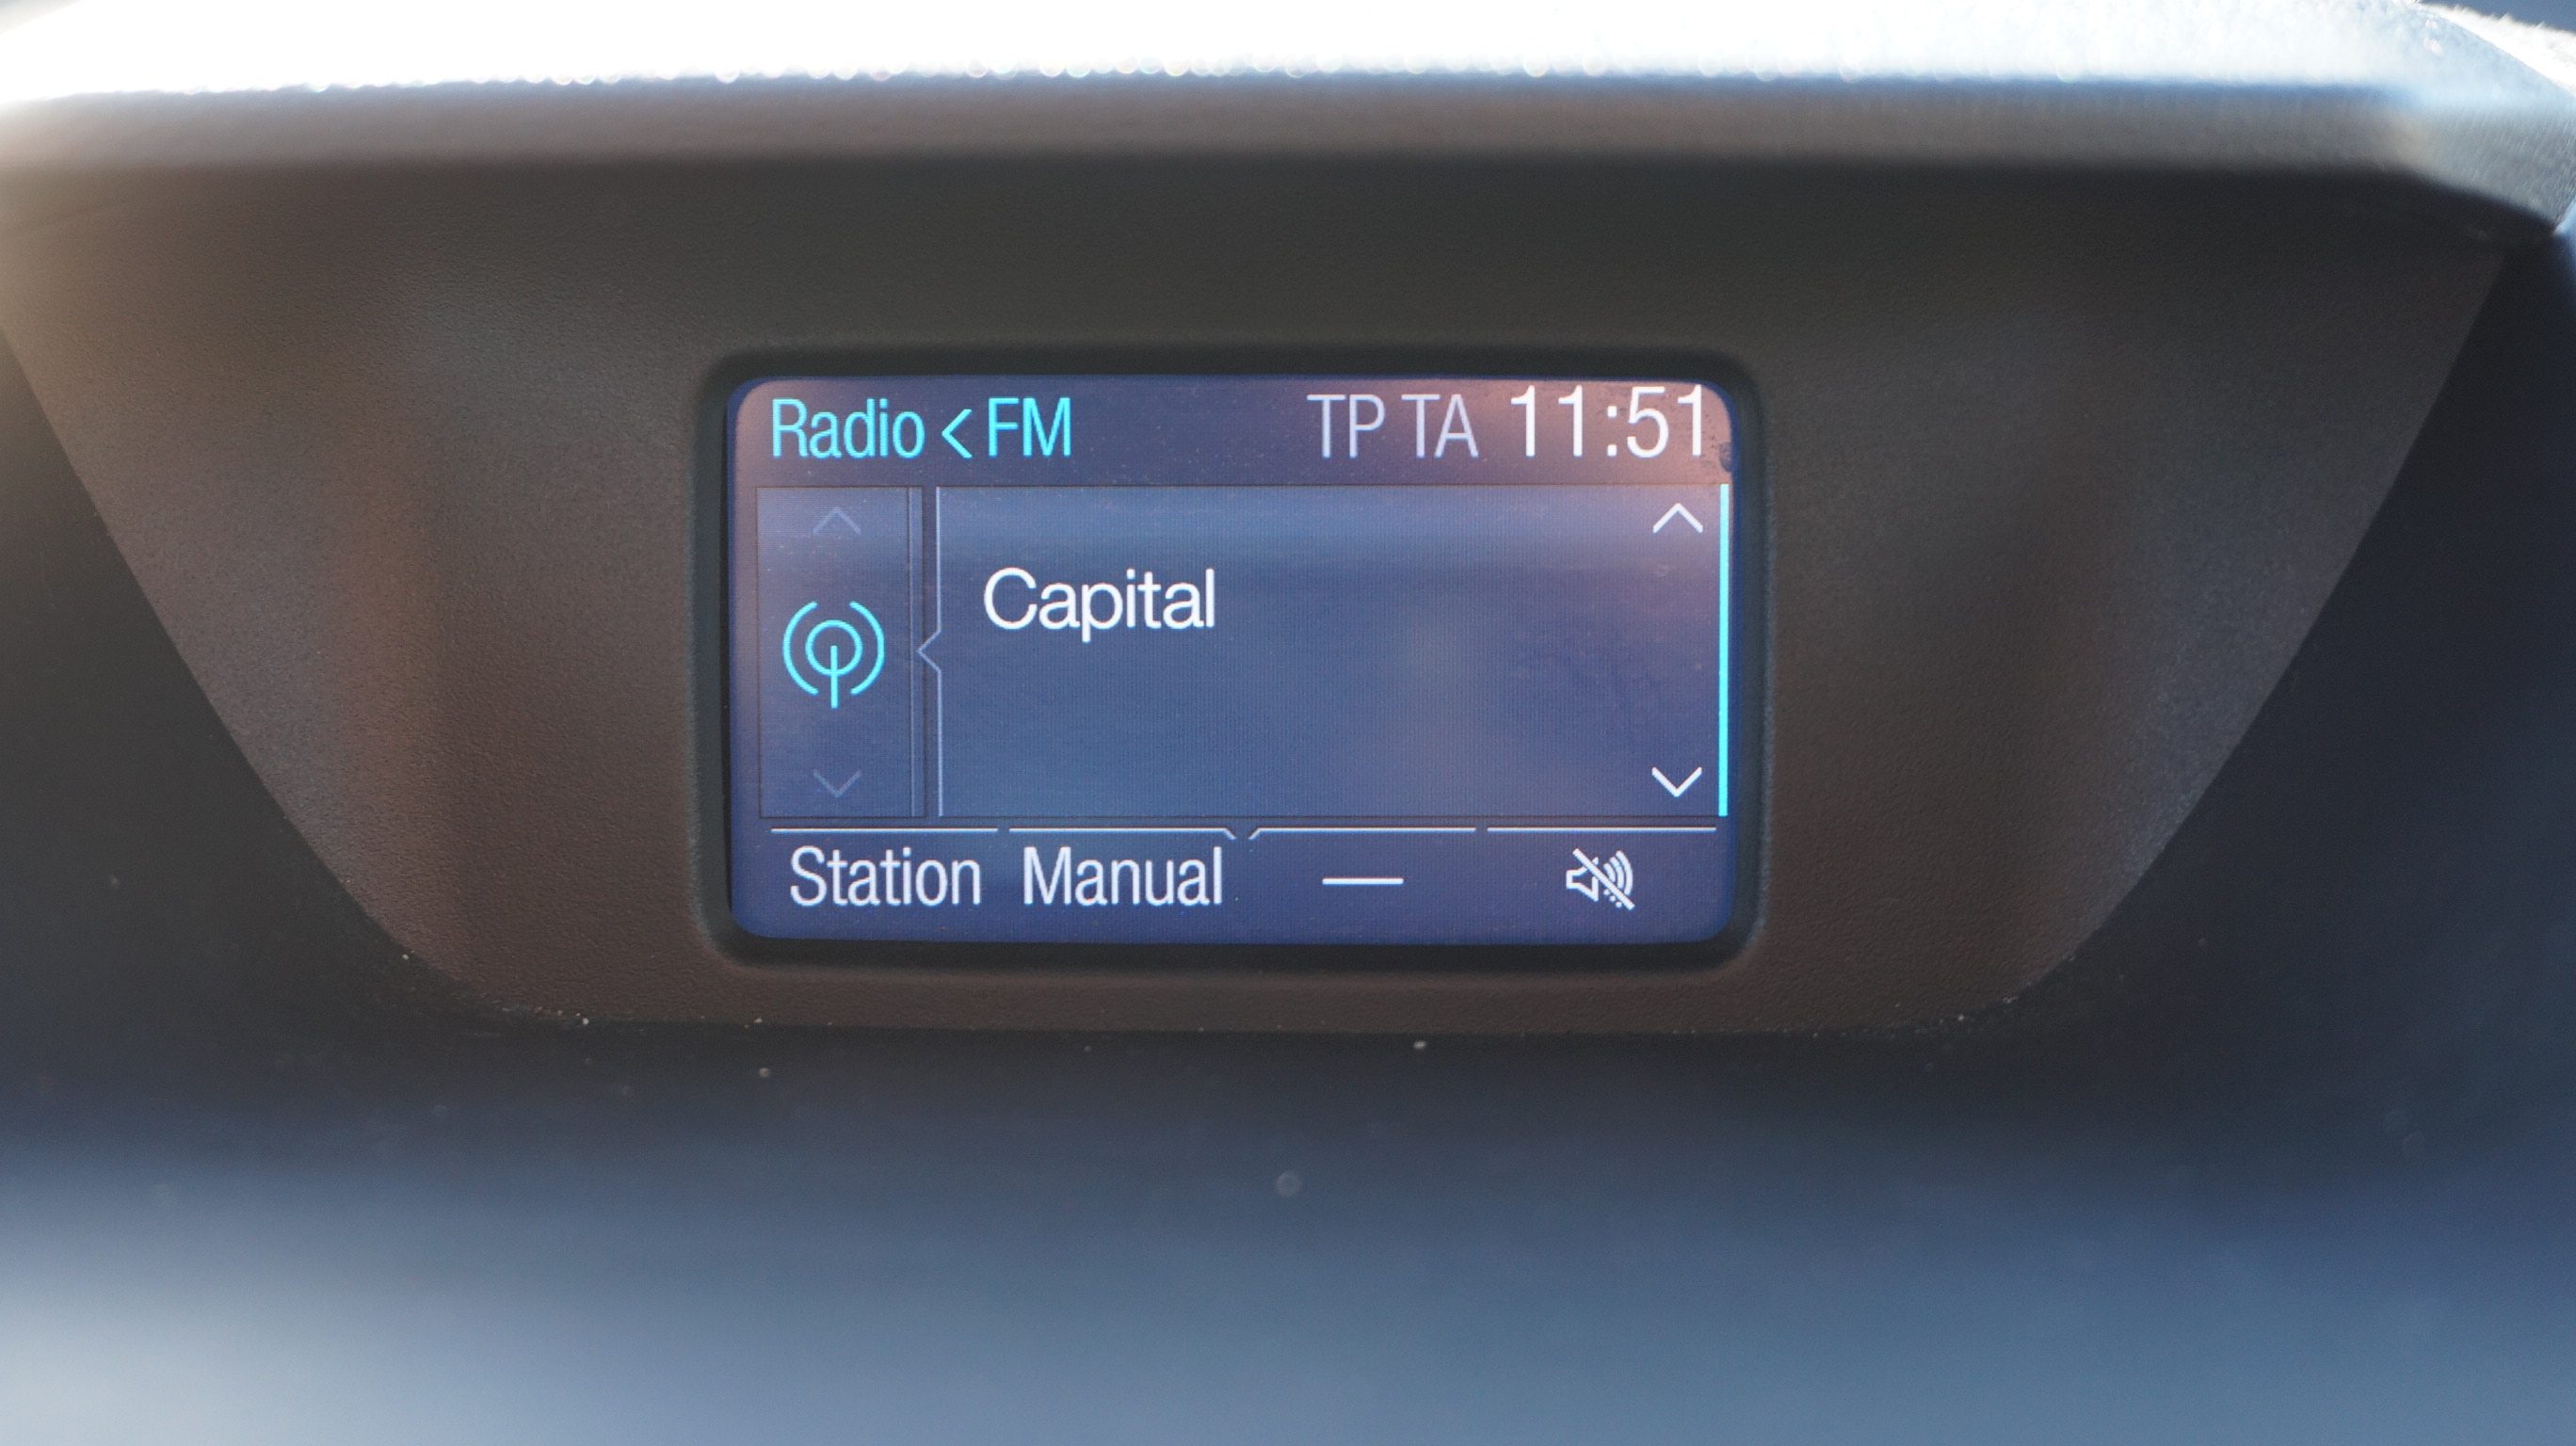 Radio < FM TP TA 11:51
Capital
Station Manual —